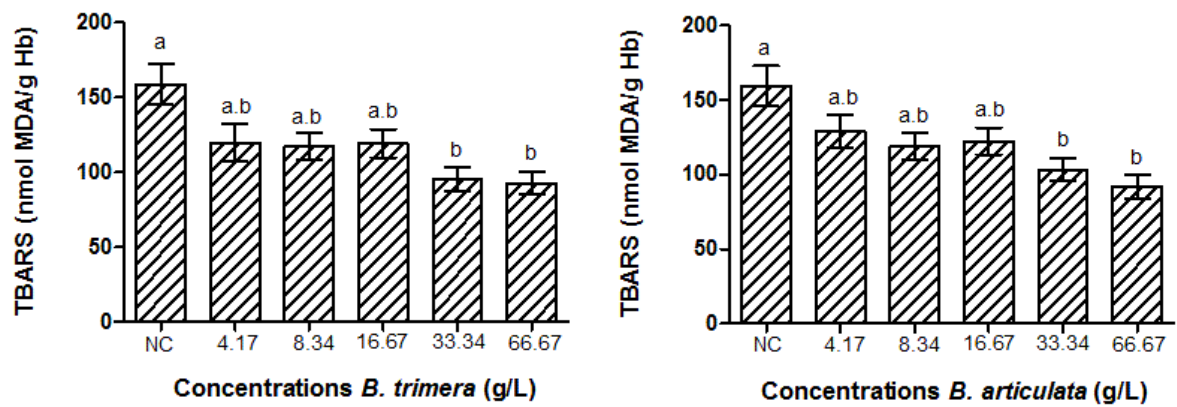 TBARS (nmol MDA/g Hb)
200
150
100
50
0
a
a.b
a.b
a.b
b
b
NC 4.17 8.34 16.67 33.34 66.67
Concentrations B. trimera (g/L)
TBARS (nmol MDA/g Hb)
200
150
100
50
0
a
a.b
a.b
a.b
b
b
NC 4.17 8.34 16.67 33.34 66.67
Concentrations B. articulata (g/L)